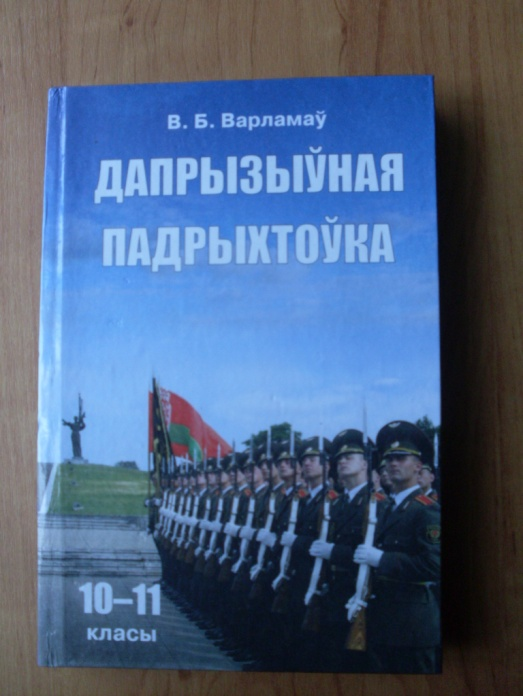 В. Б. Варламаў
ДАПРЫЗЫЎНАЯ
ПАДРЫХТОЎКА
10–11
класы